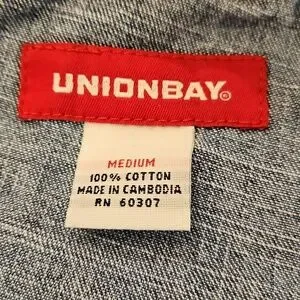 UNIONBAY®
MEDIUM
100% COTTON
MADE IN CAMBODIA
RN 60307